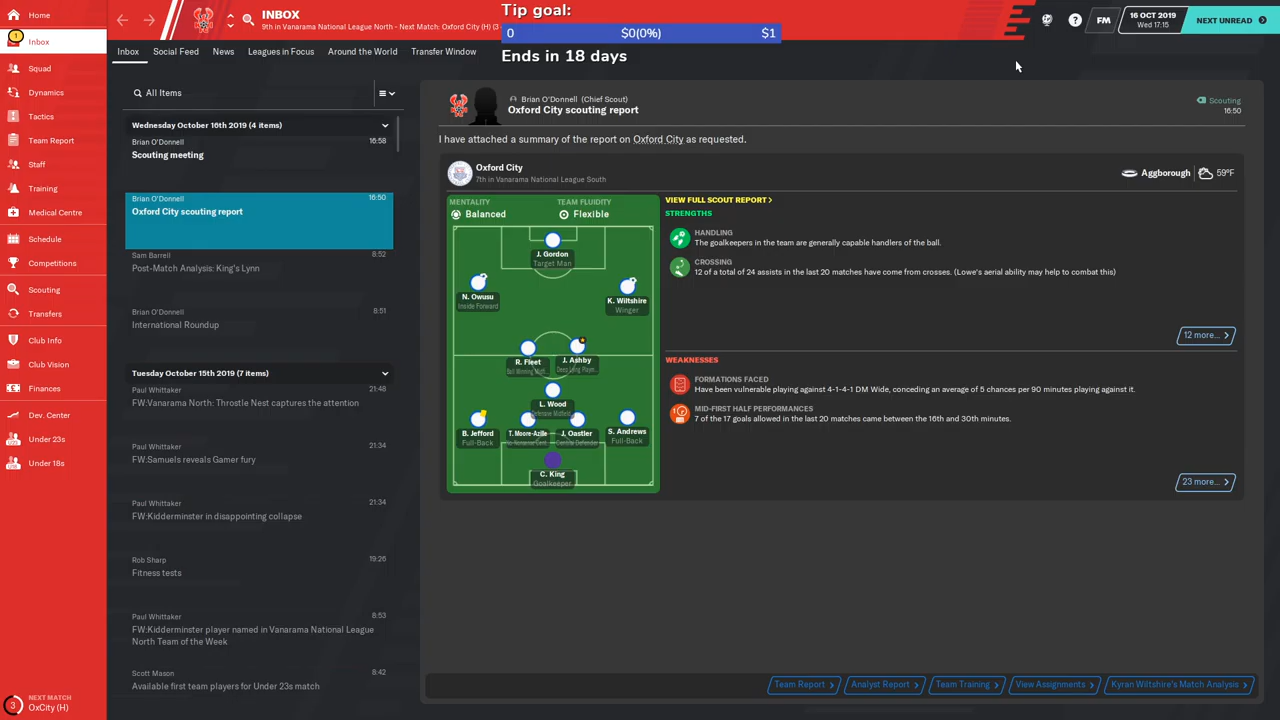 Home
1
Inbox
Squad
Dynamics
Tactics
Team Report
Staff
Training
Medical Centre
Schedule
Competitions
Scouting
Transfers
Club Info
Club Vision
Finances
Dev. Center
Under 23s
Under 18s
3
NEXT MATCH
OxCity (H)
INBOX
9th in Vanarama National League North - Next Match: Oxford City (H) (3
Tip goal:
0 $0(0%) $1
Ends in 18 days
?
FM
16 OCT 2019
Wed 17:15
NEXT UNREAD
Inbox Social Feed News Leagues in Focus Around the World Transfer Window
All Items
Wednesday October 16th 2019 (4 items)
Brian O'Donnell 16:58
Scouting meeting
Brian O'Donnell 16:50
Oxford City scouting report
Sam Barrell 8:52
Post-Match Analysis: King's Lynn
Brian O'Donnell 8:51
International Roundup
Tuesday October 15th 2019 (7 items)
Paul Whittaker 21:48
FW:Vanarama North: Throstle Nest captures the attention
Paul Whittaker 21:34
FW:Samuels reveals Gamer fury
Paul Whittaker 21:34
FW:Kidderminster in disappointing collapse
Rob Sharp 19:26
Fitness tests
Paul Whittaker 8:53
FW:Kidderminster player named in Vanarama National League
North Team of the Week
Scott Mason 8:42
Available first team players for Under 23s match
Brian O'Donnell (Chief Scout)
Oxford City scouting report
Scouting
16:50
I have attached a summary of the report on Oxford City as requested.
Oxford City
7th in Vanarama National League South
Aggborough 59°F
MENTALITY TEAM FLUIDITY
Balanced Flexible
J. Gordon
Target Man
N. Owusu
Inside Forward
K. Wiltshire
Winger
R. Fleet
J. Ashby
L. Wood
B. Jefford
Full-Back
T. Moore-Azille
J. Oastler
Central Defender
S. Andrews
Full-Back
C. King
Goalkeeper
VIEW FULL SCOUT REPORT >
STRENGTHS
HANDLING
The goalkeepers in the team are generally capable handlers of the ball.
CROSSING
12 of a total of 24 assists in the last 20 matches have come from crosses. (Lowe's aerial ability may help to combat this)
12 more...
WEAKNESSES
FORMATIONS FACED
Have been vulnerable playing against 4-1-4-1 DM Wide, conceding an average of 5 chances per 90 minutes playing against it.
MID-FIRST HALF PERFORMANCES
7 of the 17 goals allowed in the last 20 matches came between the 16th and 30th minutes.
23 more...
Team Report Analyst Report Team Training View Assignments Kyran Wiltshire's Match Analysis